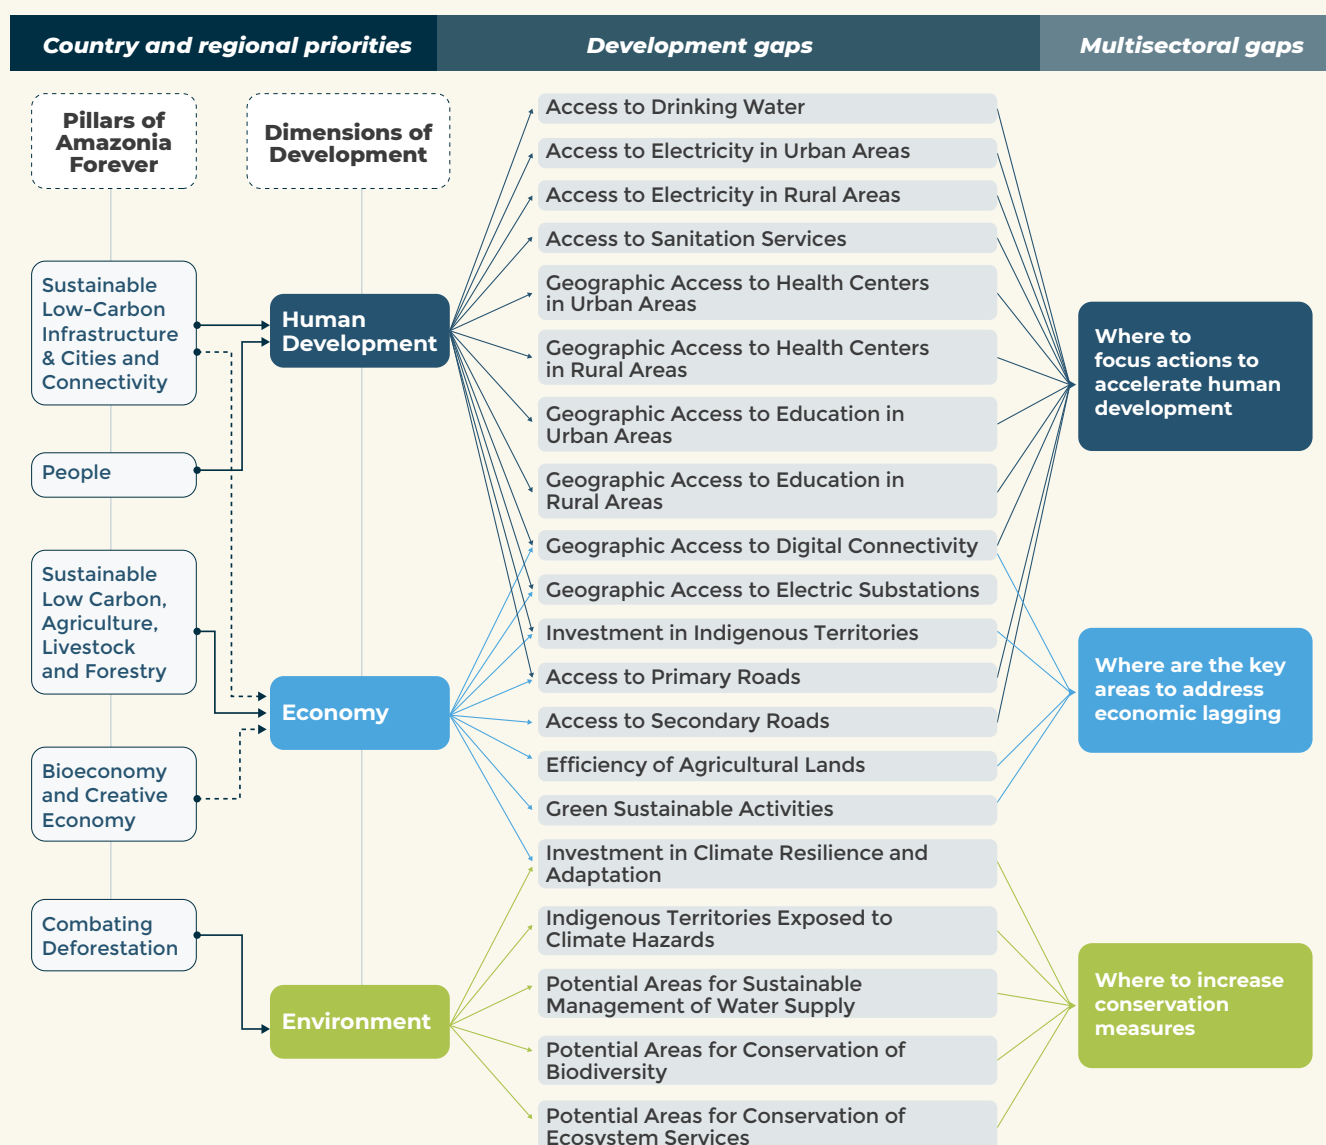 Country and regional priorities
Development gaps
Multisectoral gaps
Pillars of
Amazonia
Forever
Dimensions of
Development
Sustainable
Low-Carbon
Infrastructure
& Cities and
Connectivity
People
Sustainable
Low Carbon,
Agriculture,
Livestock
and Forestry
Bioeconomy
and Creative
Economy
Combating
Deforestation
Human
Development
Economy
Environment
Access to Drinking Water
Access to Electricity in Urban Areas
Access to Electricity in Rural Areas
Access to Sanitation Services
Geographic Access to Health Centers
in Urban Areas
Geographic Access to Health Centers
in Rural Areas
Geographic Access to Education in
Urban Areas
Geographic Access to Education in
Rural Areas
Geographic Access to Digital Connectivity
Geographic Access to Electric Substations
Investment in Indigenous Territories
Access to Primary Roads
Access to Secondary Roads
Efficiency of Agricultural Lands
Green Sustainable Activities
Investment in Climate Resilience and
Adaptation
Indigenous Territories Exposed to
Climate Hazards
Potential Areas for Sustainable
Management of Water Supply
Potential Areas for Conservation of
Biodiversity
Potential Areas for Conservation of
Ecosystem Services
Where to
focus actions to
accelerate human
development
Where are the key
areas to address
economic lagging
Where to increase
conservation
measures